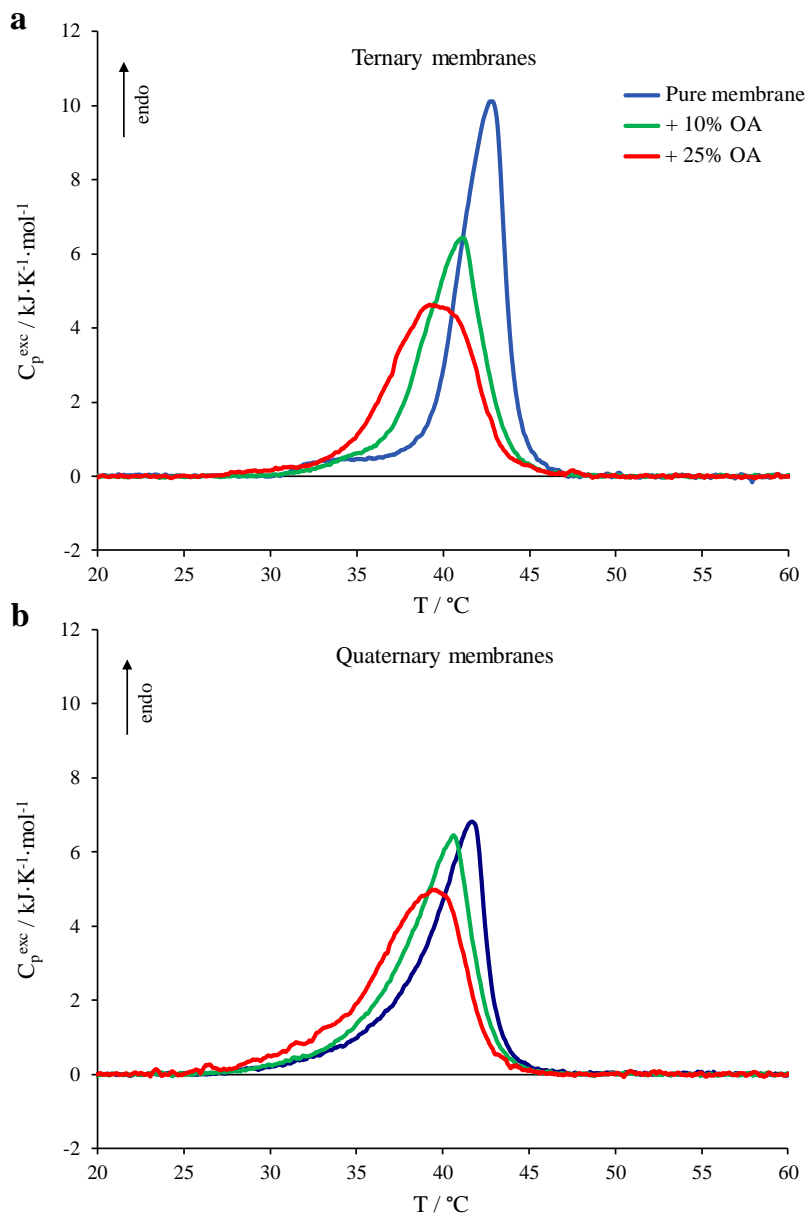 a
Ternary membranes
endo
Pure membrane
+ 10% OA
+ 25% OA
12
10
8
6
4
2
0
-2
Cp exc / kJ·K-1·mol-1
20 25 30 35 40 45 50 55 60
T / °C
b
Quaternary membranes
endo
12
10
8
6
4
2
0
-2
Cp exc / kJ·K-1·mol-1
20 25 30 35 40 45 50 55 60
T / °C